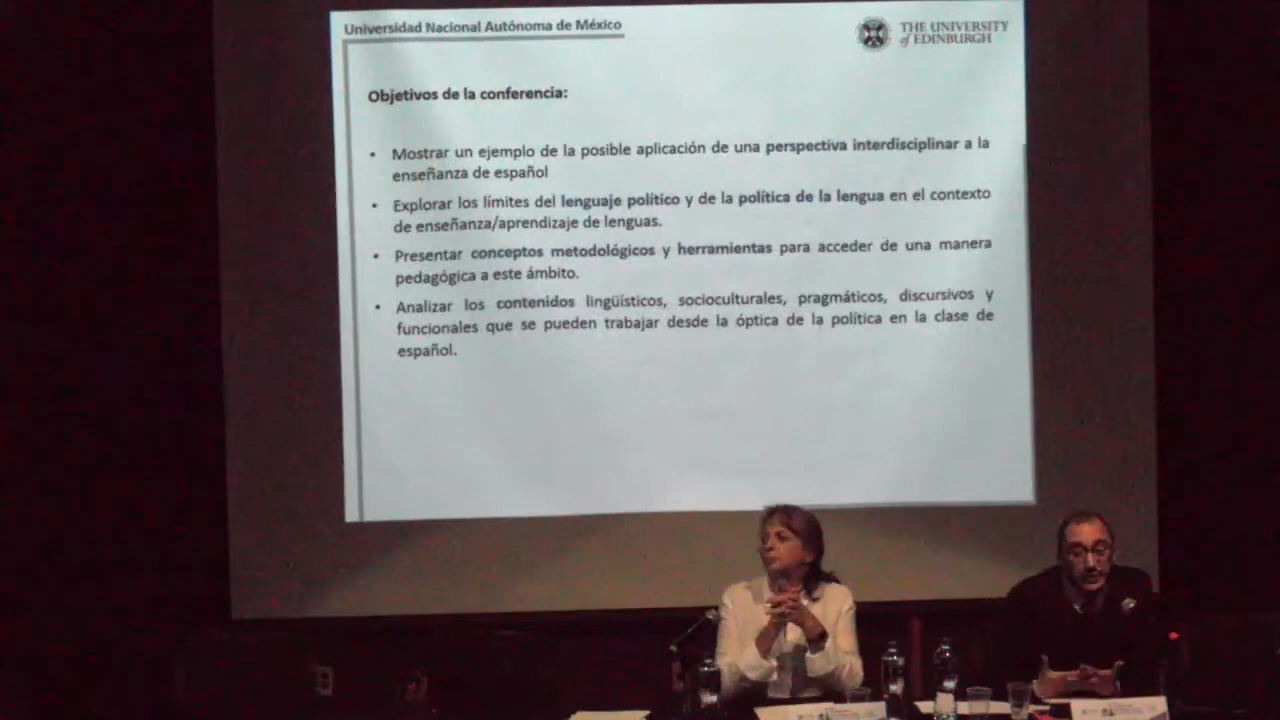 Universidad Nacional Autónoma de México
THE UNIVERSITY
of EDINBURGH
Objetivos de la conferencia:
• Mostrar un ejemplo de la posible aplicación de una perspectiva interdisciplinar a la
enseñanza de español
• Explorar los límites del lenguaje político y de la política de la lengua en el contexto
de enseñanza/aprendizaje de lenguas.
• Presentar conceptos metodológicos y herramientas para acceder de una manera
pedagógica a este ámbito.
• Analizar los contenidos lingüísticos, socioculturales, pragmáticos, discursivos y
funcionales que se pueden trabajar desde la óptica de la política en la clase de
español.